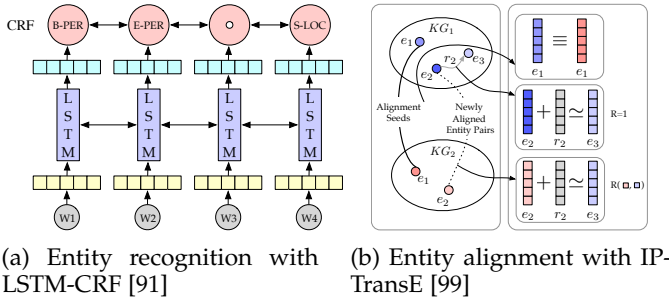 CRF
B-PER
E-PER
O
S-LOC
L
S
T
M
L
S
T
M
L
S
T
M
L
S
T
M
W1
W2
W3
W4
(a) Entity recognition with
LSTM-CRF [91]
KG1
e1
r2
e3
e2
Alignment
Seeds
Newly
Aligned
Entity Pairs
KG2
e1
e2
≡
e1 e1
+ ≃
R=1
e2 r2 e3
+ ≃
R( , )
e2 r2 e3
(b) Entity alignment with IP-
TransE [99]